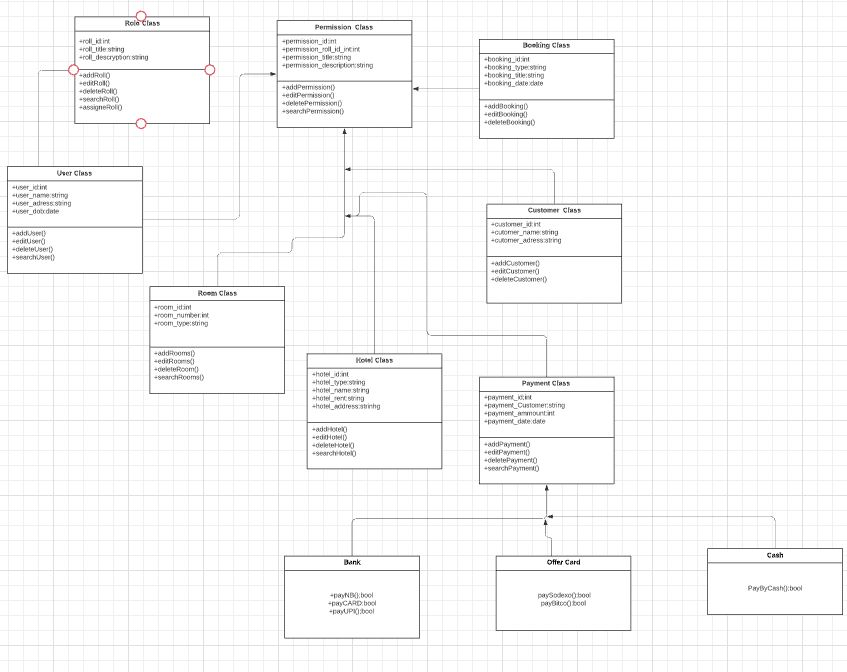 Role Class
+roll_id:int
+roll_title:string
+roll_descryption:string
+addRoll()
+editRoll()
+deleteRoll()
+searchRoll()
+assigneRol()
Permission Class
+permission_id:int
+permission_roll_id_int:int
+permission_title:string
+permission_description:string
+addPermission()
+editPermission()
+deletePermission()
+searchPermission()
Booking Class
+booking_id:int
+booking_type:string
+booking_title:string
+booking_date:date
+addBooking()
+editBooking()
+deleteBooking()
User Class
+user_id:int
+user_name:string
+user_adress:string
+user_dob:date
+addUser()
+editUser()
+deleteUser()
+searchUser()
Customer Class
+customer_id:int
+cutomer_name:string
+cutomer_adress:string
+addCustomer()
+editCustomer()
+deleteCustomer()
Room Class
+room_id:int
+room_number:int
+room_type:string
+addRooms()
+editRooms()
+deleteRoom()
+searchRooms()
Hotel Class
+hotel_id:int
+hotel_type:string
+hotel_name:string
+hotel_rent:string
+hotel_address:strinhg
+addHotel()
+editHotel()
+deleteHotel()
+searchHotel()
Payment Class
+payment_id:int
+payment_Customer:string
+payment_ammount:int
+payment_date:date
+addPayment()
+editPayment()
+deletePayment()
+searchPayment()
Bank
+payNB():bool
+payCARD:bool
+payUPI():bool
Offer Card
paySodexo():bool
payBitco():bool
Cash
PayByCash():bool